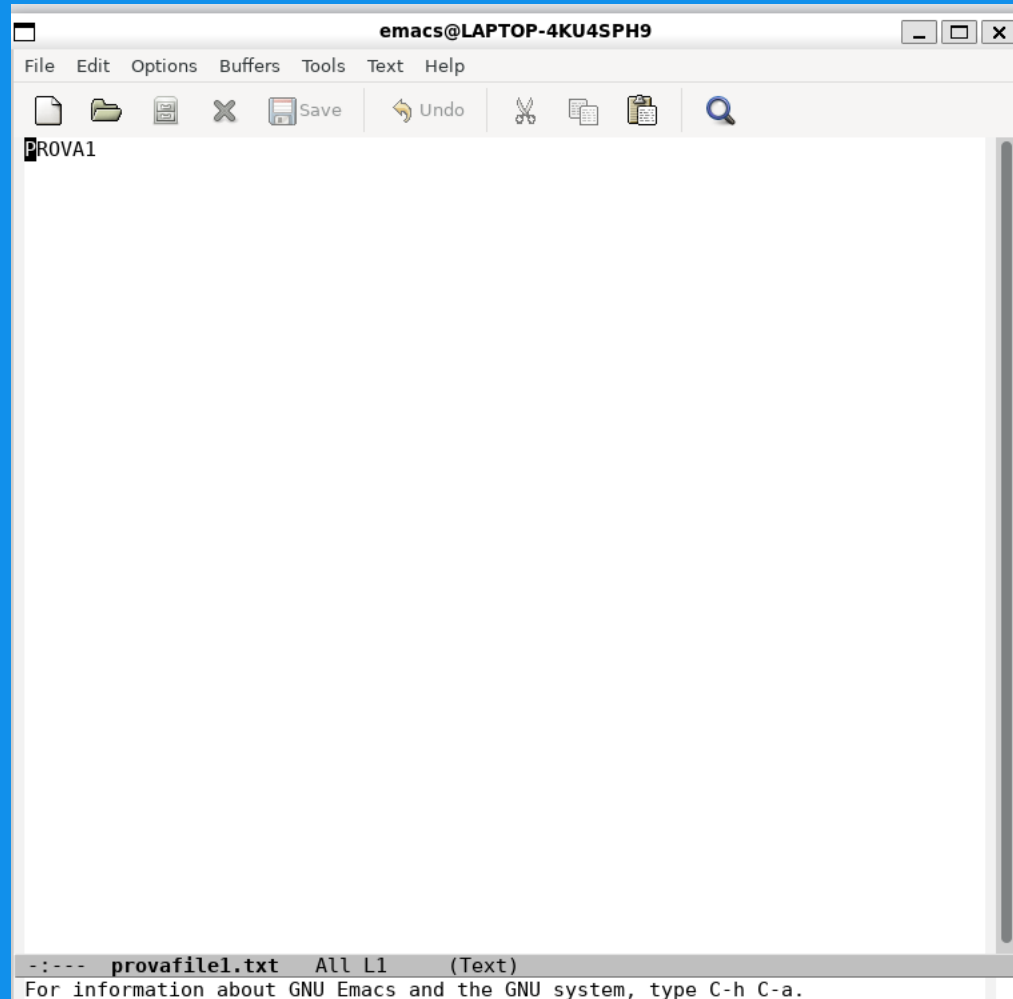 emacs@LAPTOP-4KU4SPH9
File Edit Options Buffers Tools Text Help
Save Undo
PROVA1
-:--- provafile1.txt All L1 (Text)
For information about GNU Emacs and the GNU system, type C-h C-a.